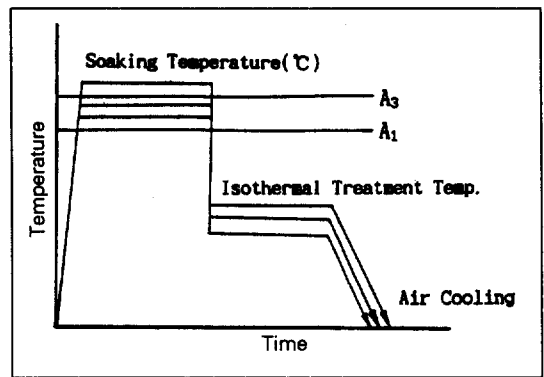 Soaking Temperature(℃)
A₃
A₁
Isothermal Treatment Temp.
Air Cooling
Temperature
Time